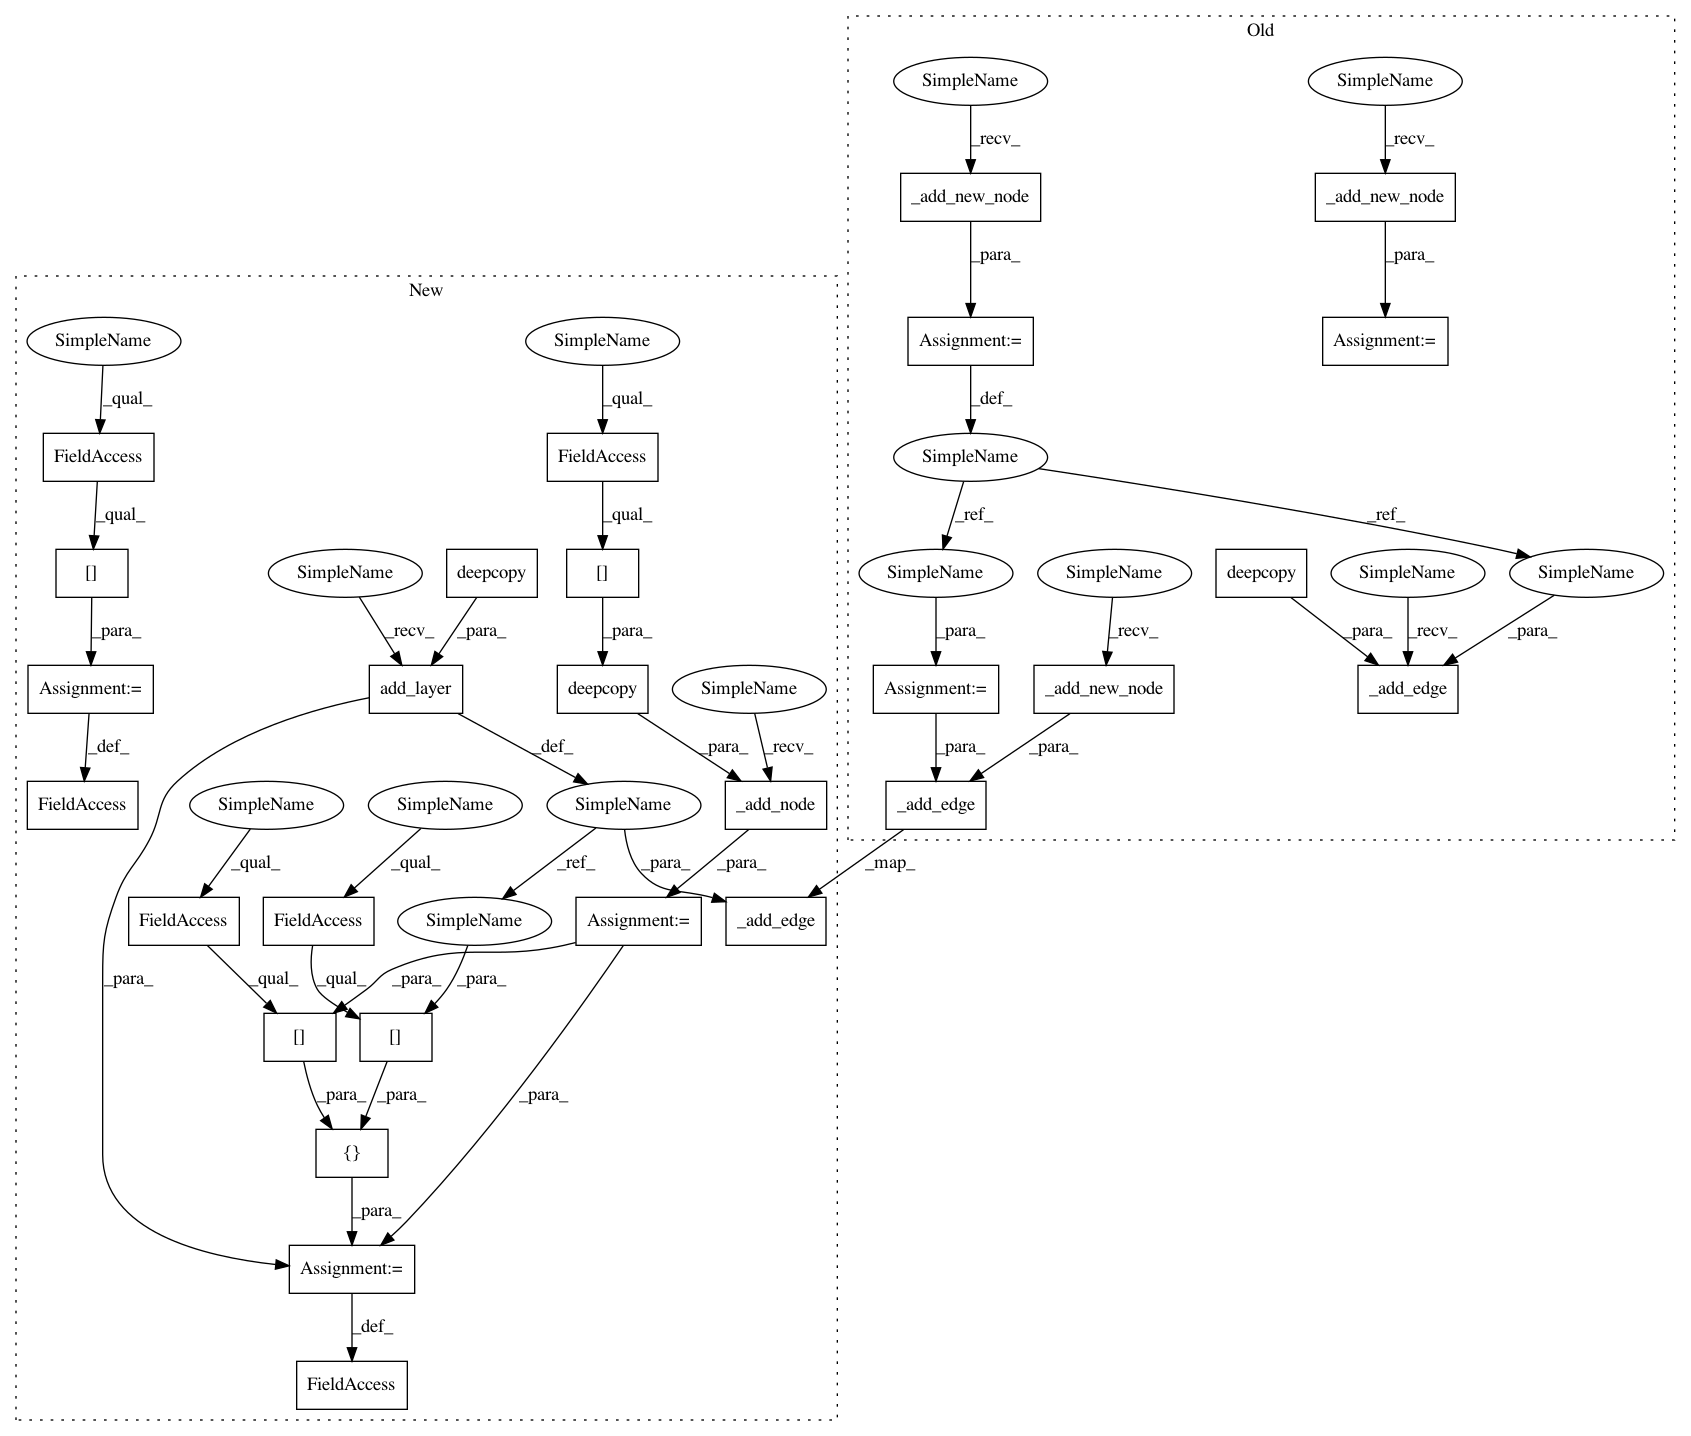 Old
SimpleName
SimpleName
_recv_
_recv_
_add_new_node
_add_new_node
_para_
_para_
New
SimpleName
SimpleName
Assignment:=
Assignment:=
_qual_
_qual_
_def_
FieldAccess
FieldAccess
SimpleName
_qual_
_qual_
_ref_
_ref_
[]
SimpleName
deepcopy
[]
SimpleName
SimpleName
deepcopy
SimpleName
SimpleName
_para_
_recv_
_para_
_para_
_para_
_recv_
_para_
_recv_
_para_
Assignment:=
add_layer
deepcopy
SimpleName
Assignment:=
_add_new_node
_add_edge
_def_
_def_
_para_
_recv_
_para_
_para_
FieldAccess
SimpleName
SimpleName
SimpleName
_add_node
_add_edge
_qual_
_qual_
_ref_
_para_
_para_
_map_
FieldAccess
FieldAccess
SimpleName
Assignment:=
_add_edge
_para_
_qual_
_qual_
_para_
_para_
[]
[]
_para_
_para_
_para_
{}
_para_
Assignment:=
_def_
FieldAccess